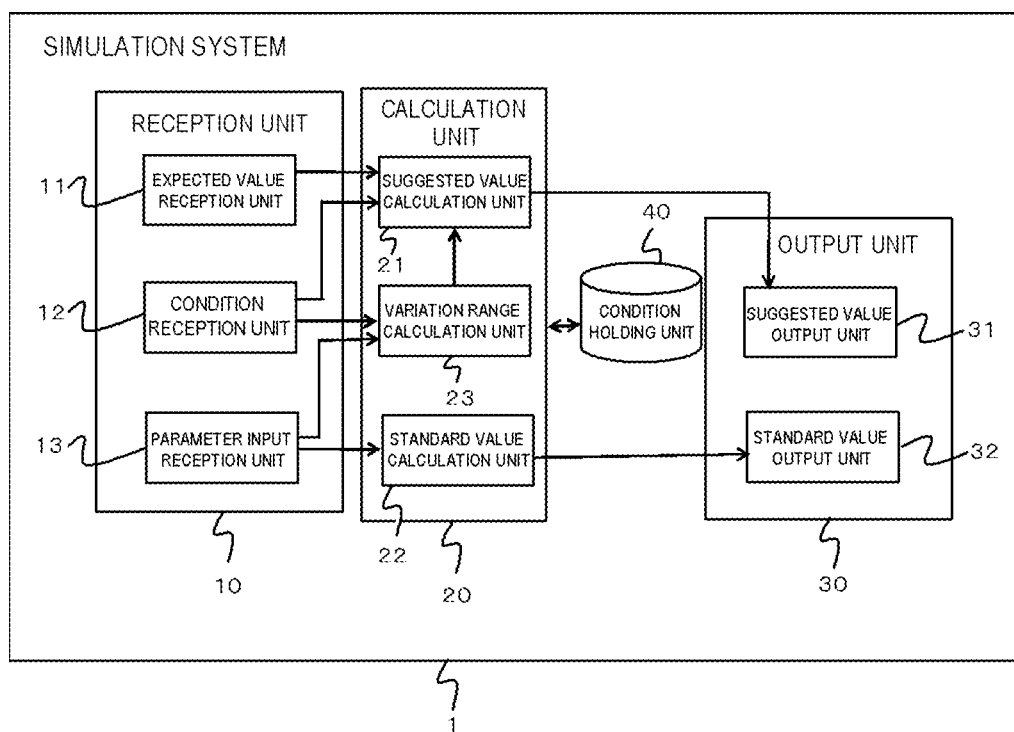 SIMULATION SYSTEM
RECEPTION UNIT
11
EXPECTED VALUE
RECEPTION UNIT
12
CONDITION
RECEPTION UNIT
13
PARAMETER INPUT
RECEPTION UNIT
10
CALCULATION
UNIT
SUGGESTED VALUE
CALCULATION UNIT
21
VARIATION RANGE
CALCULATION UNIT
23
STANDARD VALUE
CALCULATION UNIT
22
20
40
CONDITION
HOLDING UNIT
OUTPUT UNIT
SUGGESTED VALUE
OUTPUT UNIT
31
STANDARD VALUE
OUTPUT UNIT
32
30
1